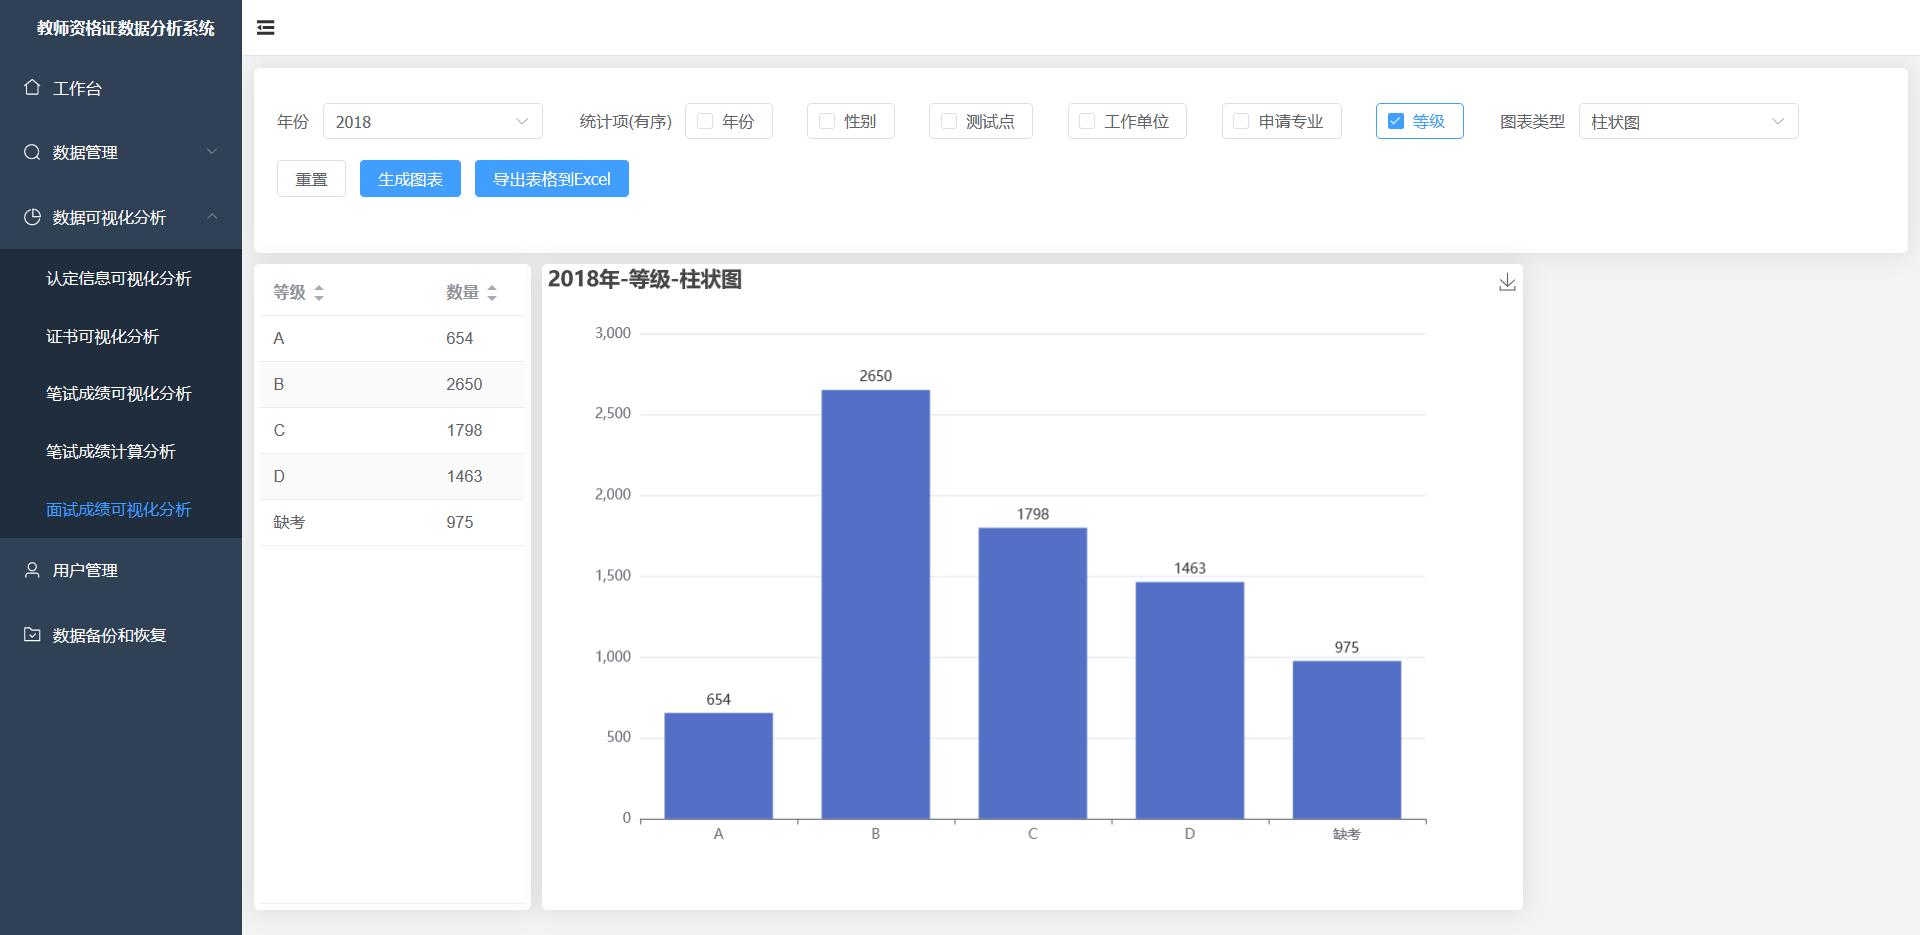 教师资格证数据分析系统
工作台
数据管理
数据可视化分析
认定信息可视化分析
证书可视化分析
笔试成绩可视化分析
笔试成绩计算分析
面试成绩可视化分析
用户管理
数据备份和恢复
年份 2018 统计项(有序) 年份 性别 测试点 工作单位 申请专业 等级 图表类型 柱状图
重置 生成图表 导出表格到Excel
等级 数量
A 654
B 2650
C 1798
D 1463
缺考 975
2018年-等级-柱状图
3,000
2650
2,500
2,000
1798
1,500
1463
1,000
975
654
500
0
A B C D 缺考